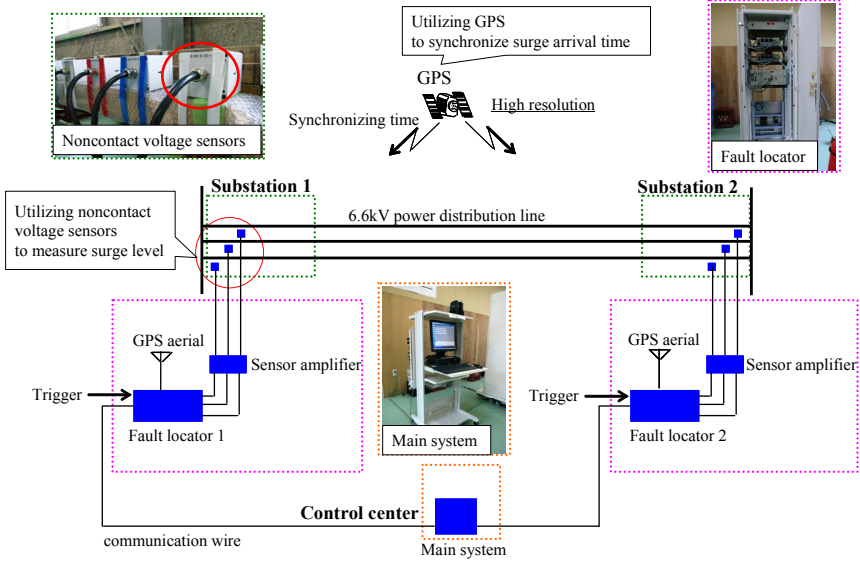 Utilizing GPS
to synchronize surge arrival time
GPS
High resolution
Synchronizing time
Noncontact voltage sensors
Fault locator
Substation 1
Substation 2
6.6kV power distribution line
Utilizing noncontact
voltage sensors
to measure surge level
GPS aerial
Sensor amplifier
Trigger
Fault locator 1
Main system
GPS aerial
Sensor amplifier
Trigger
Fault locator 2
Control center
communication wire
Main system